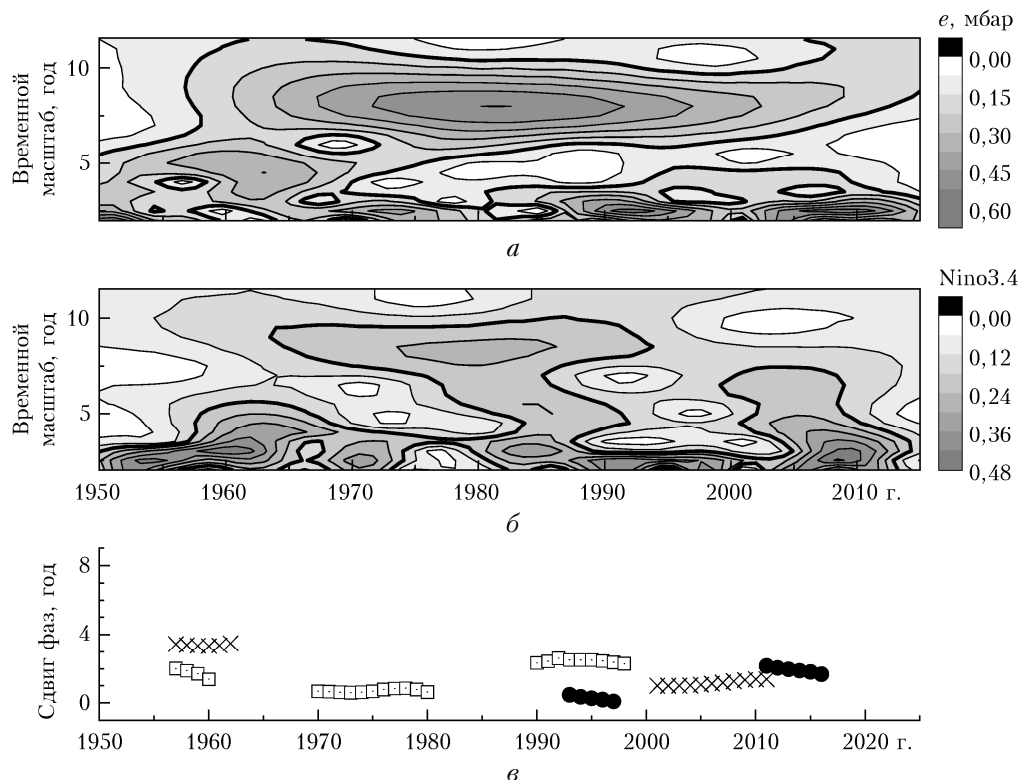 e, мбар
0,00
0,15
0,30
0,45
0,60
Временной
масштаб, год
10
5
а
Nino3.4
0,00
0,12
0,24
0,36
0,48
Временной
масштаб, год
10
5
1950 1960 1970 1980 1990 2000 2010 г.
б
Сдвиг фаз, год
8
4
0
1950 1960 1970 1980 1990 2000 2010 2020 г.
в